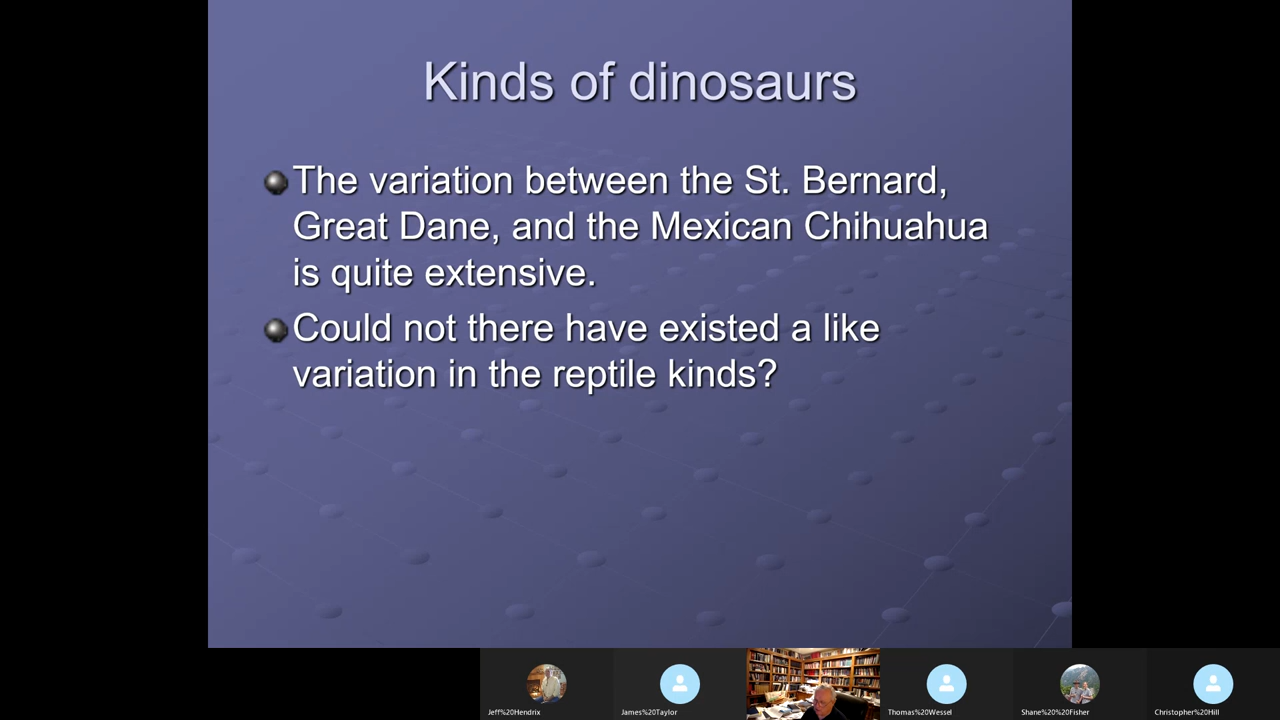 Kinds of dinosaurs
The variation between the St. Bernard,
Great Dane, and the Mexican Chihuahua
is quite extensive.
Could not there have existed a like
variation in the reptile kinds?
Jeff%20Hendrix
James%20Taylor
Thomas%20Wessel
Shane%20%20Fisher
Christopher%20Hill